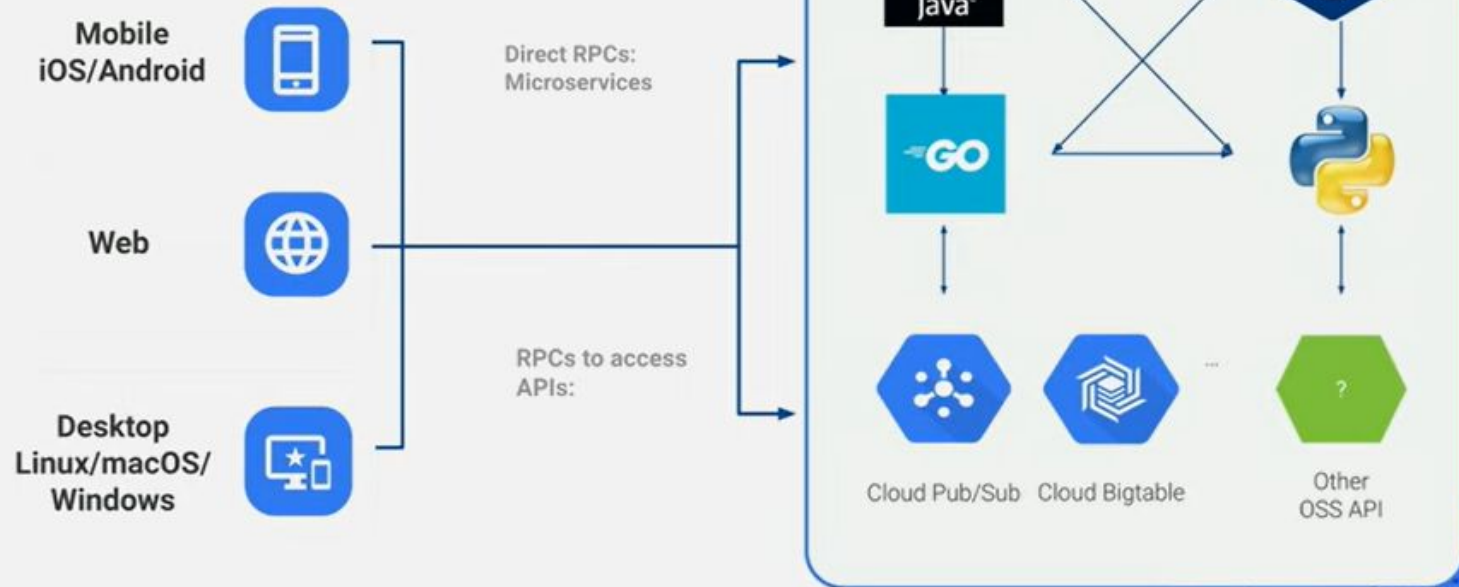 Mobile
iOS/Android
Direct RPCs:
Microservices
Java
GO
Web
RPCs to access
APIs:
...
?
Desktop
Linux/macOS/
Windows
Cloud Pub/Sub
Cloud Bigtable
Other
OSS API